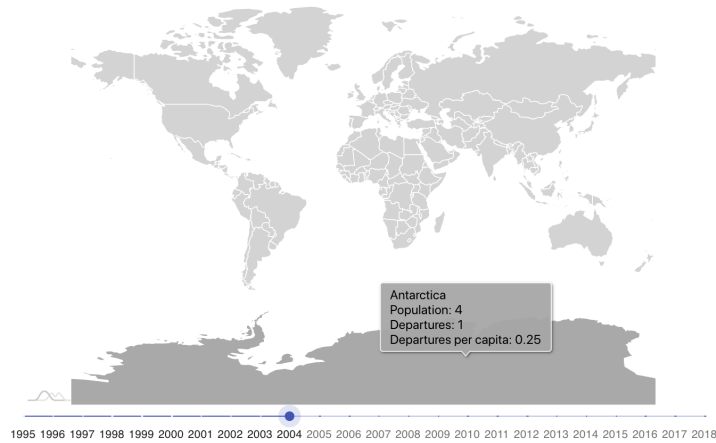 Antarctica
Population: 4
Departures: 1
Departures per capita: 0.25
1995 1996 1997 1998 1999 2000 2001 2002 2003 2004 2005 2006 2007 2008 2009 2010 2011 2012 2013 2014 2015 2016 2017 2018